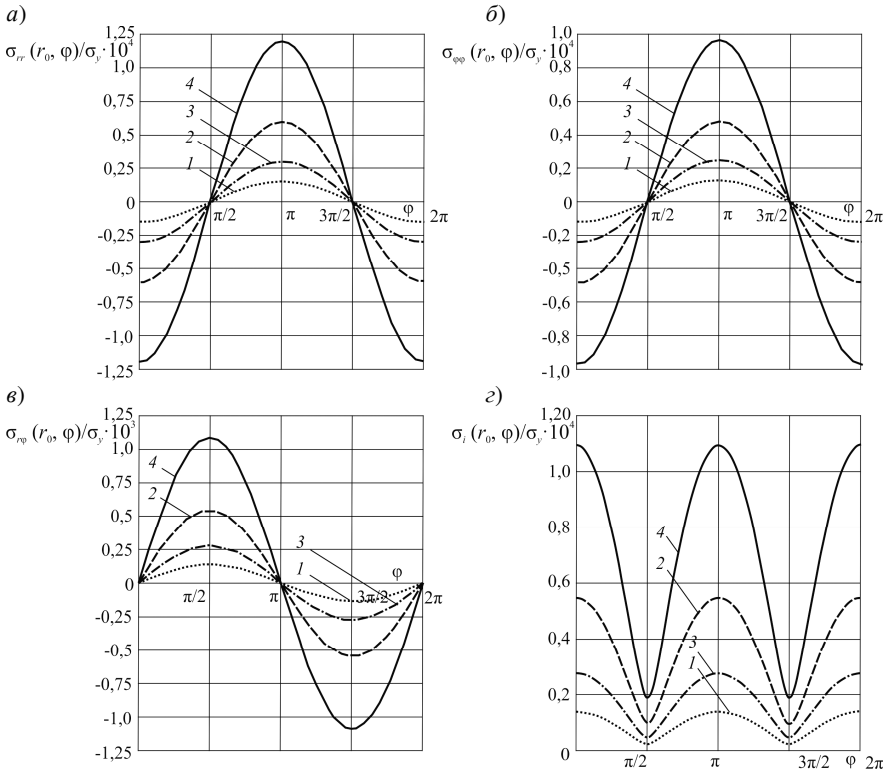 а)
σrr (r0, φ)/σy·10^4
1,25
1,0
0,75
0,5
0,25
0
-0,25
-0,5
-0,75
-1,0
-1,25
4
3
2
1
π/2
π
3π/2
φ
2π
б)
σφφ (r0, φ)/σy·10^4
1,0
0,8
0,6
0,4
0,2
0
-0,2
-0,5
-0,6
-0,8
-1,0
4
3
2
1
π/2
π
3π/2
φ
2π
в)
σrφ (r0, φ)/σy·10^3
1,25
1,0
0,75
0,5
0,25
0
-0,25
-0,5
-0,75
-1,0
-1,25
4
2
3
1
φ
π/2
π
3π/2
2π
г)
σi (r0, φ)/σy·10^4
1,20
1,0
0,6
0,4
0,2
0
4
2
3
1
π/2
π
3π/2
φ
2π